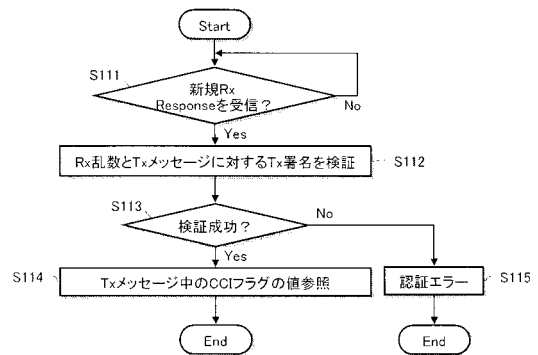 Start
S111
新規Rx
Responseを受信？
No
Yes
Rx乱数とTxメッセージに対するTx署名を検証
S112
S113
検証成功？
No
Yes
S114
Txメッセージ中のCCIフラグの値参照
認証エラー
S115
End
End